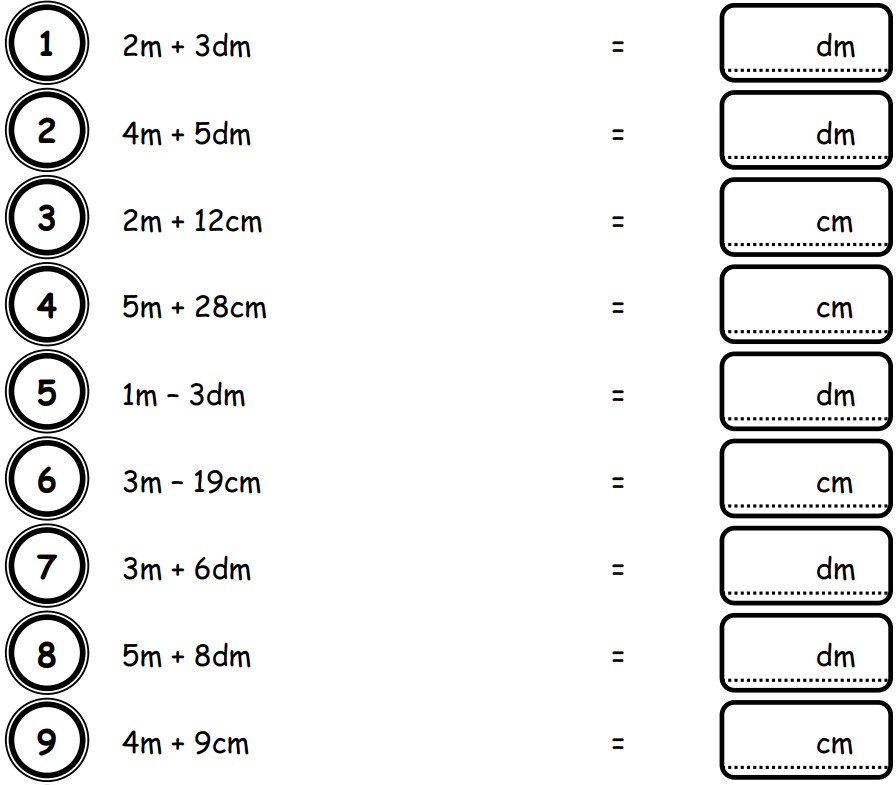 1 2m + 3dm = dm
2 4m + 5dm = dm
3 2m + 12cm = cm
4 5m + 28cm = cm
5 1m – 3dm = dm
6 3m – 19cm = cm
7 3m + 6dm = dm
8 5m + 8dm = dm
9 4m + 9cm = cm